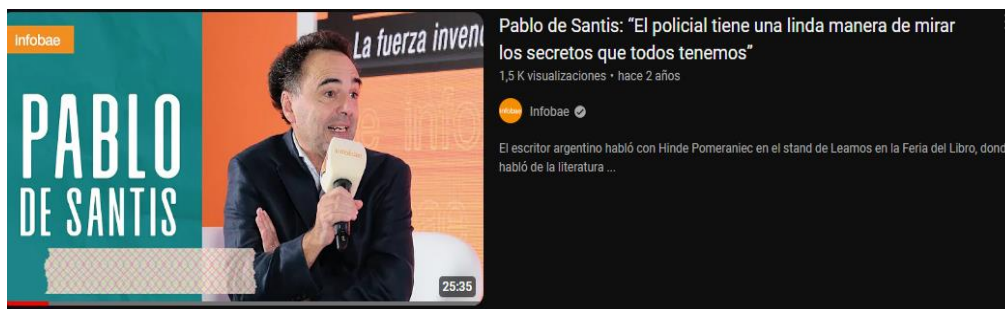 infobae
PABLO
DE SANTIS
La fuerza inven
infobae
25:35
Pablo de Santis: “El policial tiene una linda manera de mirar
los secretos que todos tenemos”
1,5 K visualizaciones • hace 2 años
Infobae
El escritor argentino habló con Hinde Pomeraniec en el stand de Leamos en la Feria del Libro, dond
habló de la literatura ...